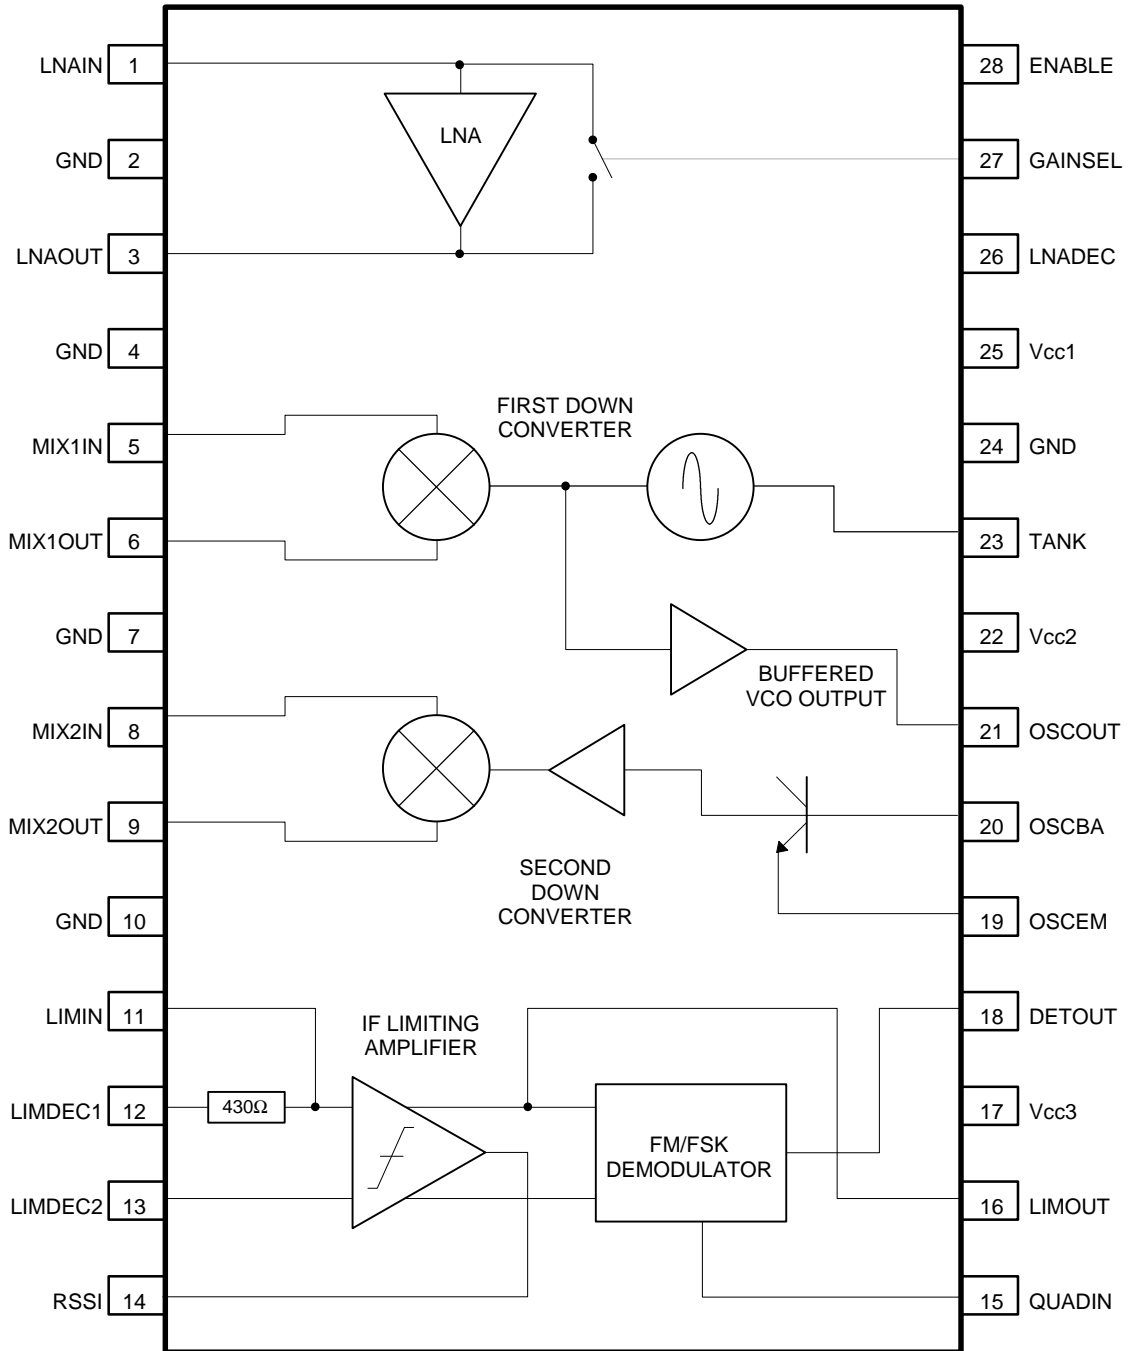 LNAIN 1
GND 2
LNAOUT 3
GND 4
MIX1IN 5
MIX1OUT 6
GND 7
MIX2IN 8
MIX2OUT 9
GND 10
LIMIN 11
LIMDEC1 12
LIMDEC2 13
RSSI 14
LNA
FIRST DOWN
CONVERTER
BUFFERED
VCO OUTPUT
SECOND
DOWN
CONVERTER
IF LIMITING
AMPLIFIER
430Ω
FM/FSK
DEMODULATOR
28 ENABLE
27 GAINSEL
26 LNADEC
25 Vcc1
24 GND
23 TANK
22 Vcc2
21 OSCOUT
20 OSCBA
19 OSCEM
18 DETOUT
17 Vcc3
16 LIMOUT
15 QUADIN